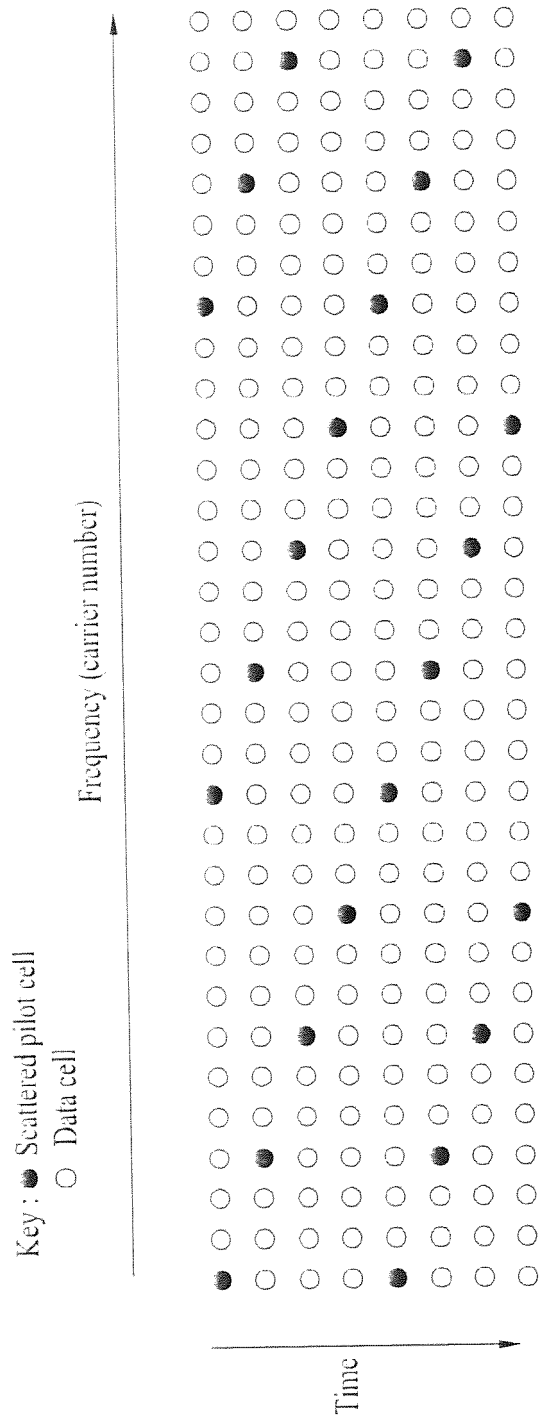 Key : Scattered pilot cell
Data cell
Frequency (carrier number)
Time